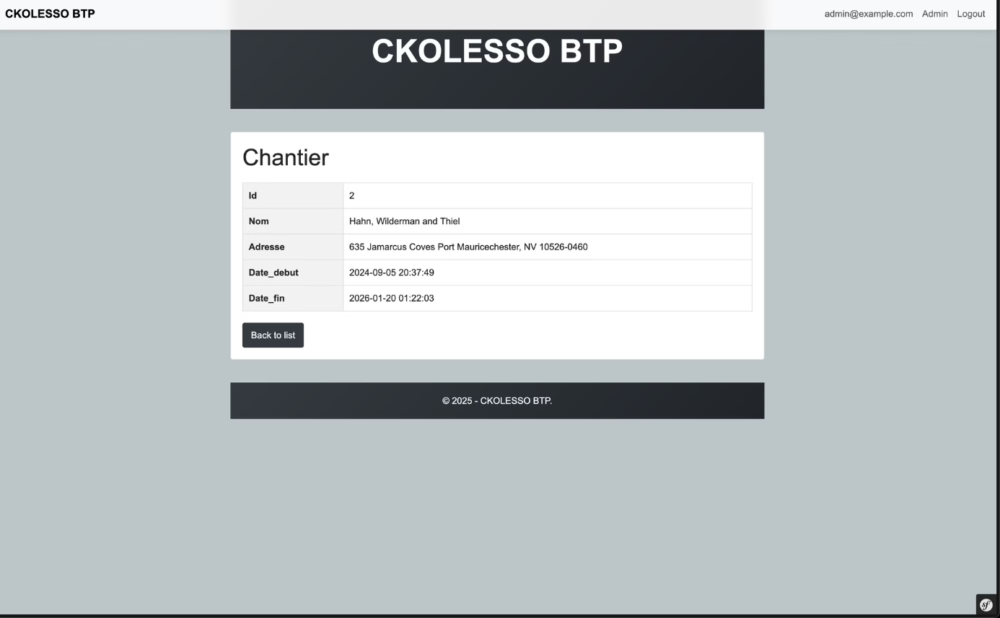 CKOLESSO BTP
admin@example.com Admin Logout
CKOLESSO BTP
Chantier
Id 2
Nom Hahn, Wilderman and Thiel
Adresse 635 Jamarcus Coves Port Mauricechester, NV 10526-0460
Date_debut 2024-09-05 20:37:49
Date_fin 2026-01-20 01:22:03
Back to list
© 2025 - CKOLESSO BTP.
sf